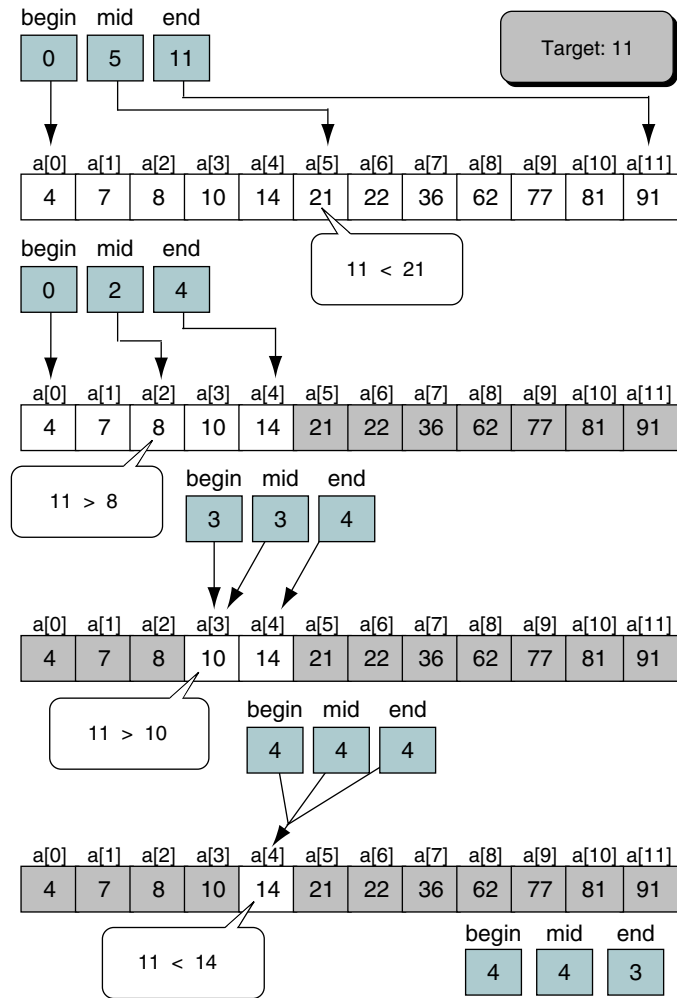 begin mid end
0 5 11
Target: 11
a[0] a[1] a[2] a[3] a[4] a[5] a[6] a[7] a[8] a[9] a[10] a[11]
4 7 8 10 14 21 22 36 62 77 81 91
11 < 21
begin mid end
0 2 4
a[0] a[1] a[2] a[3] a[4] a[5] a[6] a[7] a[8] a[9] a[10] a[11]
4 7 8 10 14 21 22 36 62 77 81 91
11 > 8
begin mid end
3 3 4
a[0] a[1] a[2] a[3] a[4] a[5] a[6] a[7] a[8] a[9] a[10] a[11]
4 7 8 10 14 21 22 36 62 77 81 91
11 > 10
begin mid end
4 4 4
a[0] a[1] a[2] a[3] a[4] a[5] a[6] a[7] a[8] a[9] a[10] a[11]
4 7 8 10 14 21 22 36 62 77 81 91
11 < 14
begin mid end
4 4 3